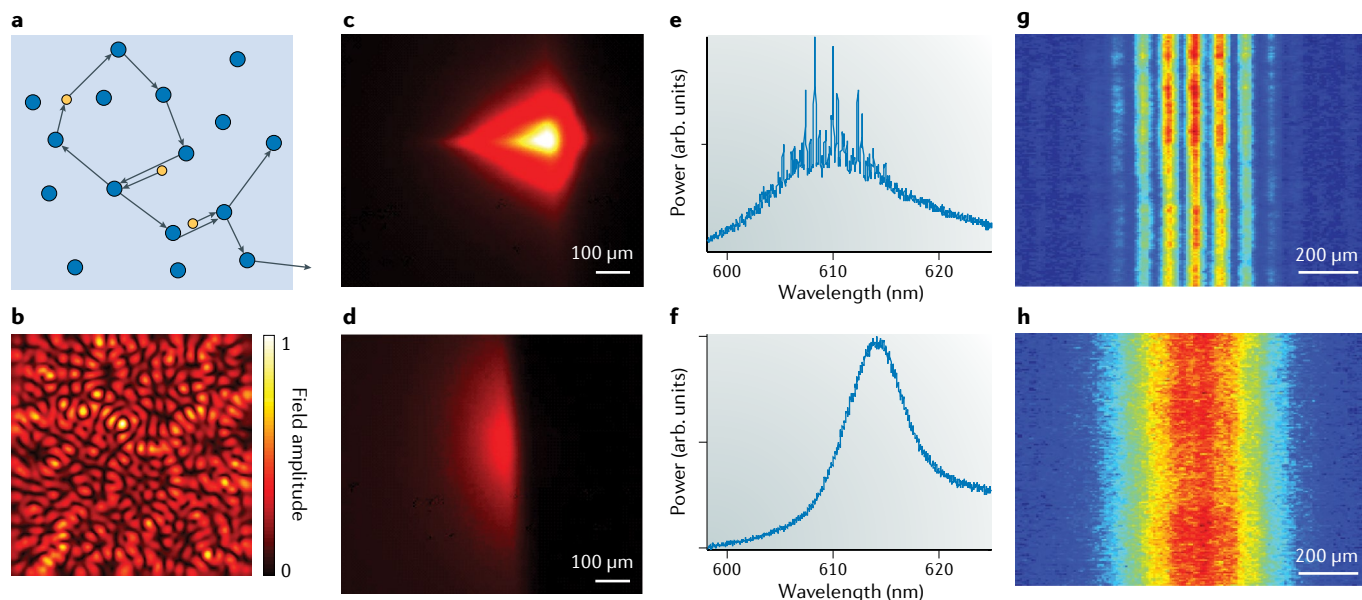 a
c
e
g
100 µm
Power (arb. units)
600
610
620
Wavelength (nm)
200 µm
b
1
Field amplitude
0
d
100 µm
f
Power (arb. units)
600
610
620
Wavelength (nm)
h
200 µm